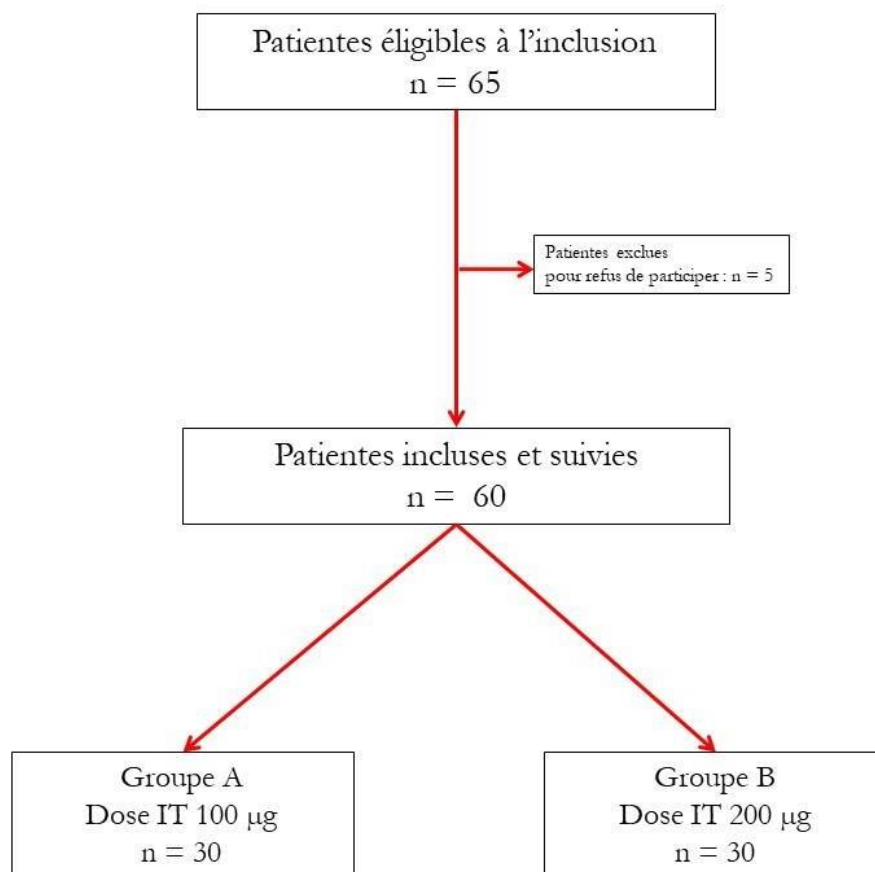 Patientes éligibles à l’inclusion
n = 65
Patientes exclues
pour refus de participer : n = 5
Patientes incluses et suivies
n = 60
Groupe A
Dose IT 100 µg
n = 30
Groupe B
Dose IT 200 µg
n = 30